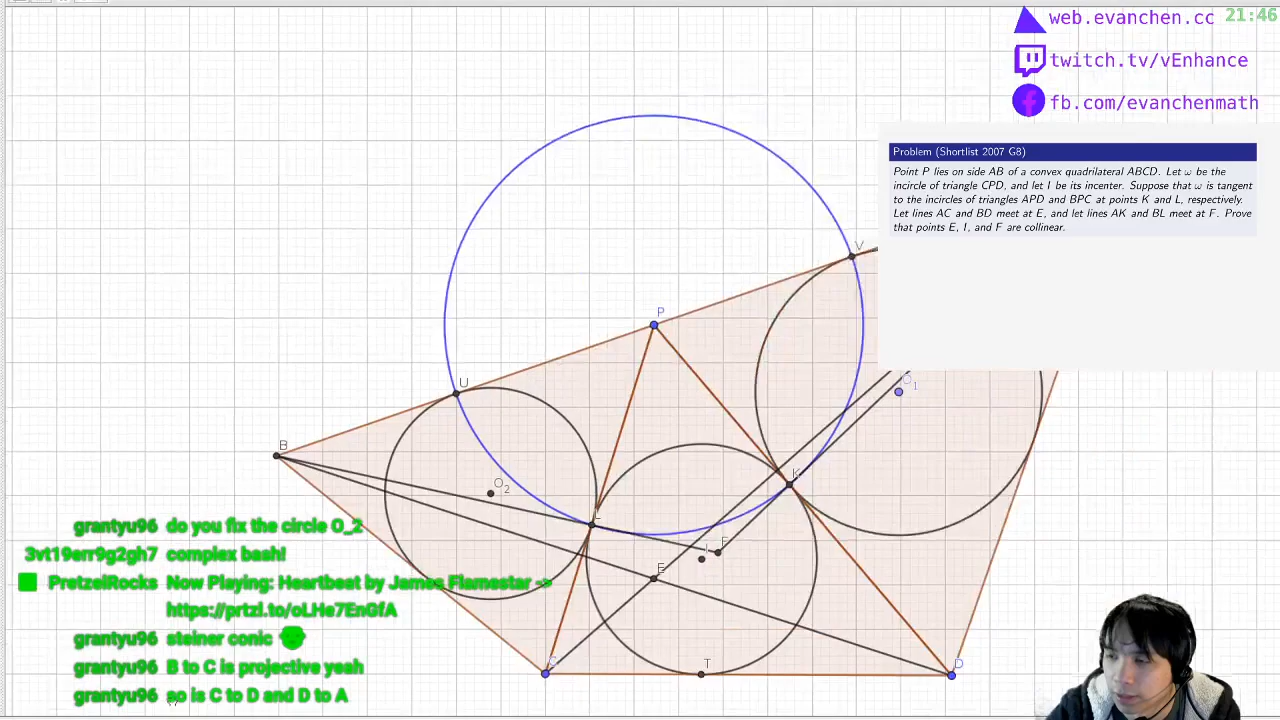 web.evanchen.cc 21:46
twitch.tv/vEnhance
fb.com/evanchenmath
Problem (Shortlist 2007 G8)
Point P lies on side AB of a convex quadrilateral ABCD. Let ω be the
incircle of triangle CPD, and let I be its incenter. Suppose that ω is tangent
to the incircles of triangles APD and BPC at points K and L, respectively.
Let lines AC and BD meet at E, and let lines AK and BL meet at F. Prove
that points E, I, and F are collinear.
V
P
U
O₁
B
K
O₂
L
F
I
E
C
T
D
grantyu96 do you fix the circle O_2
3vt19err9g2gh7 complex bash!
PretzelRocks Now Playing: Heartbeat by James Flamestar ->
https://prtzl.to/oLHe7EnGfA
grantyu96 steiner conic
grantyu96 B to C is projective yeah
grantyu96 so is C to D and D to A